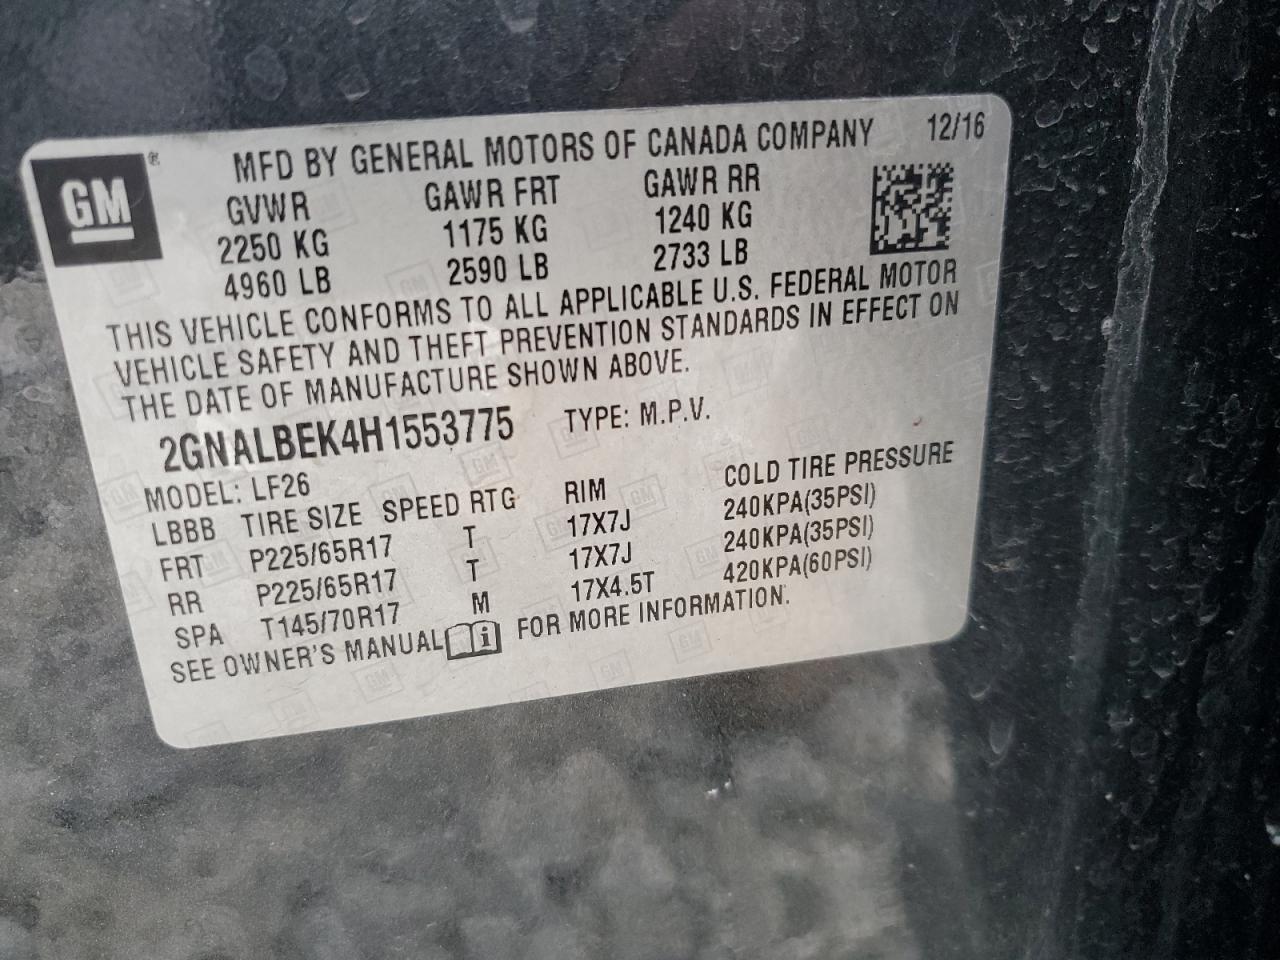 GM ®
MFD BY GENERAL MOTORS OF CANADA COMPANY 12/16
GVWR GAWR FRT GAWR RR
2250 KG 1175 KG 1240 KG
4960 LB 2590 LB 2733 LB
THIS VEHICLE CONFORMS TO ALL APPLICABLE U.S. FEDERAL MOTOR
VEHICLE SAFETY AND THEFT PREVENTION STANDARDS IN EFFECT ON
THE DATE OF MANUFACTURE SHOWN ABOVE.
2GNALBEK4H1553775 TYPE: M.P.V.
MODEL: LF26
LBBB TIRE SIZE SPEED RTG RIM COLD TIRE PRESSURE
FRT P225/65R17 T 17X7J 240KPA(35PSI)
RR P225/65R17 T 17X7J 240KPA(35PSI)
SPA T145/70R17 M 17X4.5T 420KPA(60PSI)
SEE OWNER'S MANUAL i FOR MORE INFORMATION.